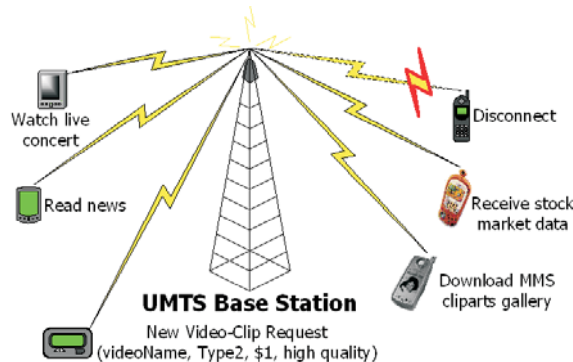 Watch live
concert
Disconnect
Read news
Receive stock
market data
Download MMS
cliparts gallery
UMTS Base Station
New Video-Clip Request
(videoName, Type2, $1, high quality)